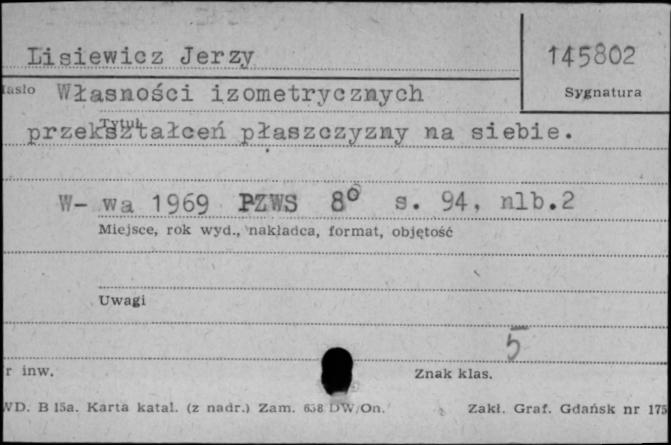 Lisiewicz Jerzy
145802
Hasło
Sygnatura
Własności izometrycznych
Tytuł
przekształceń płaszczyzny na siebie.
W-wa 1969 PZWS 8° s. 94, nlb.2
Miejsce, rok wyd., nakładca, format, objętość
Uwagi
5
r inw.
Znak klas.
WD. B 15a. Karta katal. (z nadr.) Zam. 638 DW/On. Zakł. Graf. Gdańsk nr 175